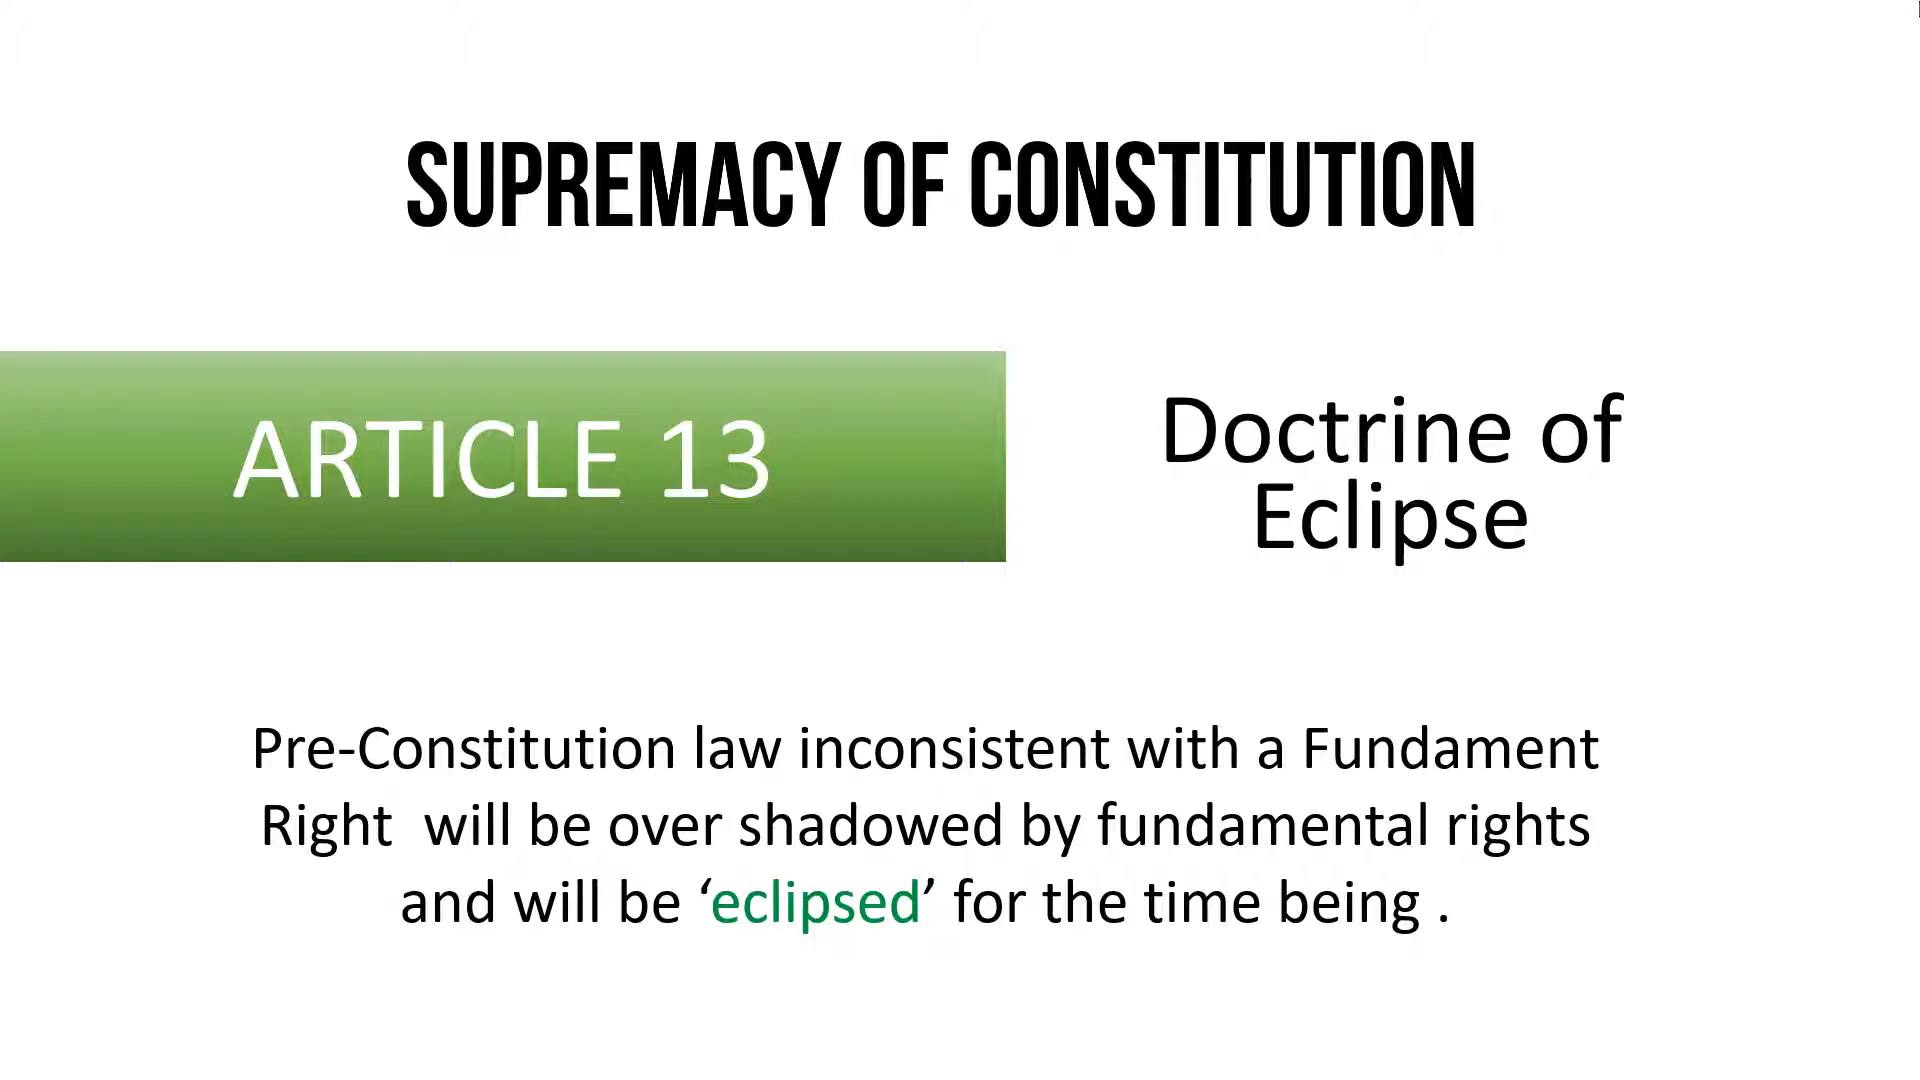 SUPREMACY OF CONSTITUTION
ARTICLE 13
Doctrine of
Eclipse
Pre-Constitution law inconsistent with a Fundament
Right  will be over shadowed by fundamental rights
and will be ‘eclipsed’ for the time being .